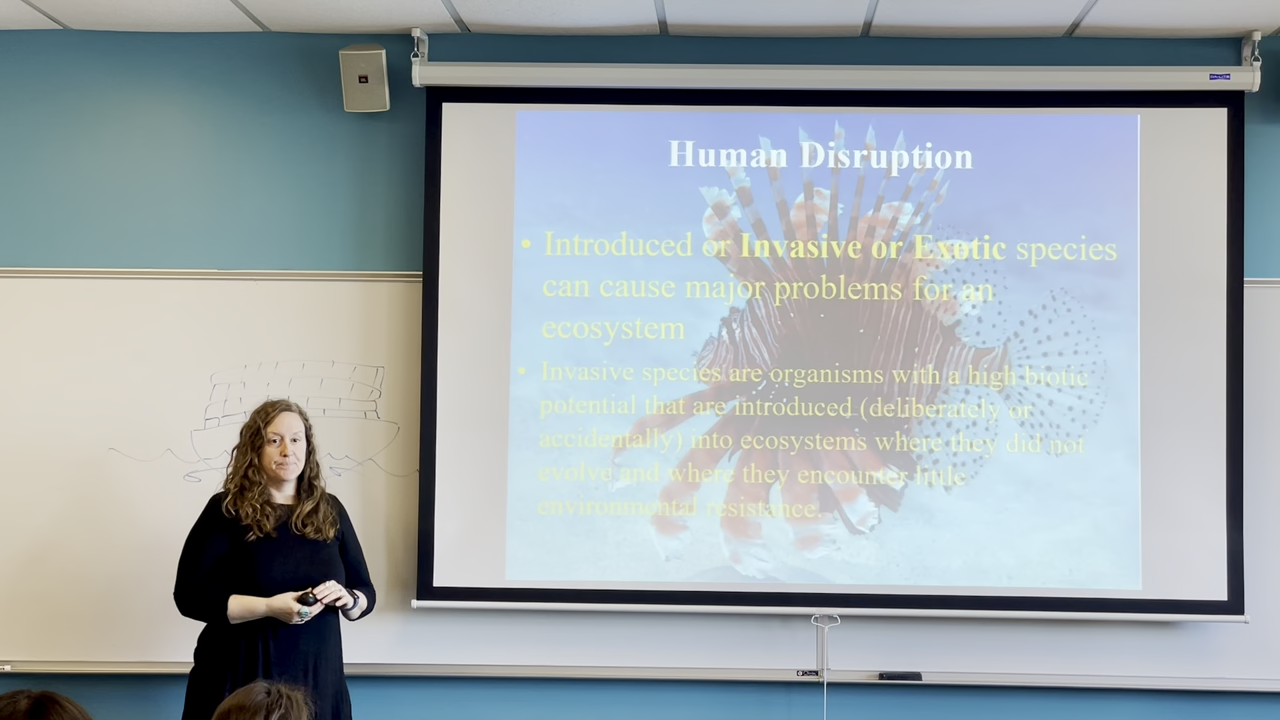 Human Disruption
• Introduced or Invasive or Exotic species
can cause major problems for an
ecosystem
• Invasive species are organisms with a high biotic
potential that are introduced (deliberately or
accidentally) into ecosystems where they did not
evolve and where they encounter little
environmental resistance.